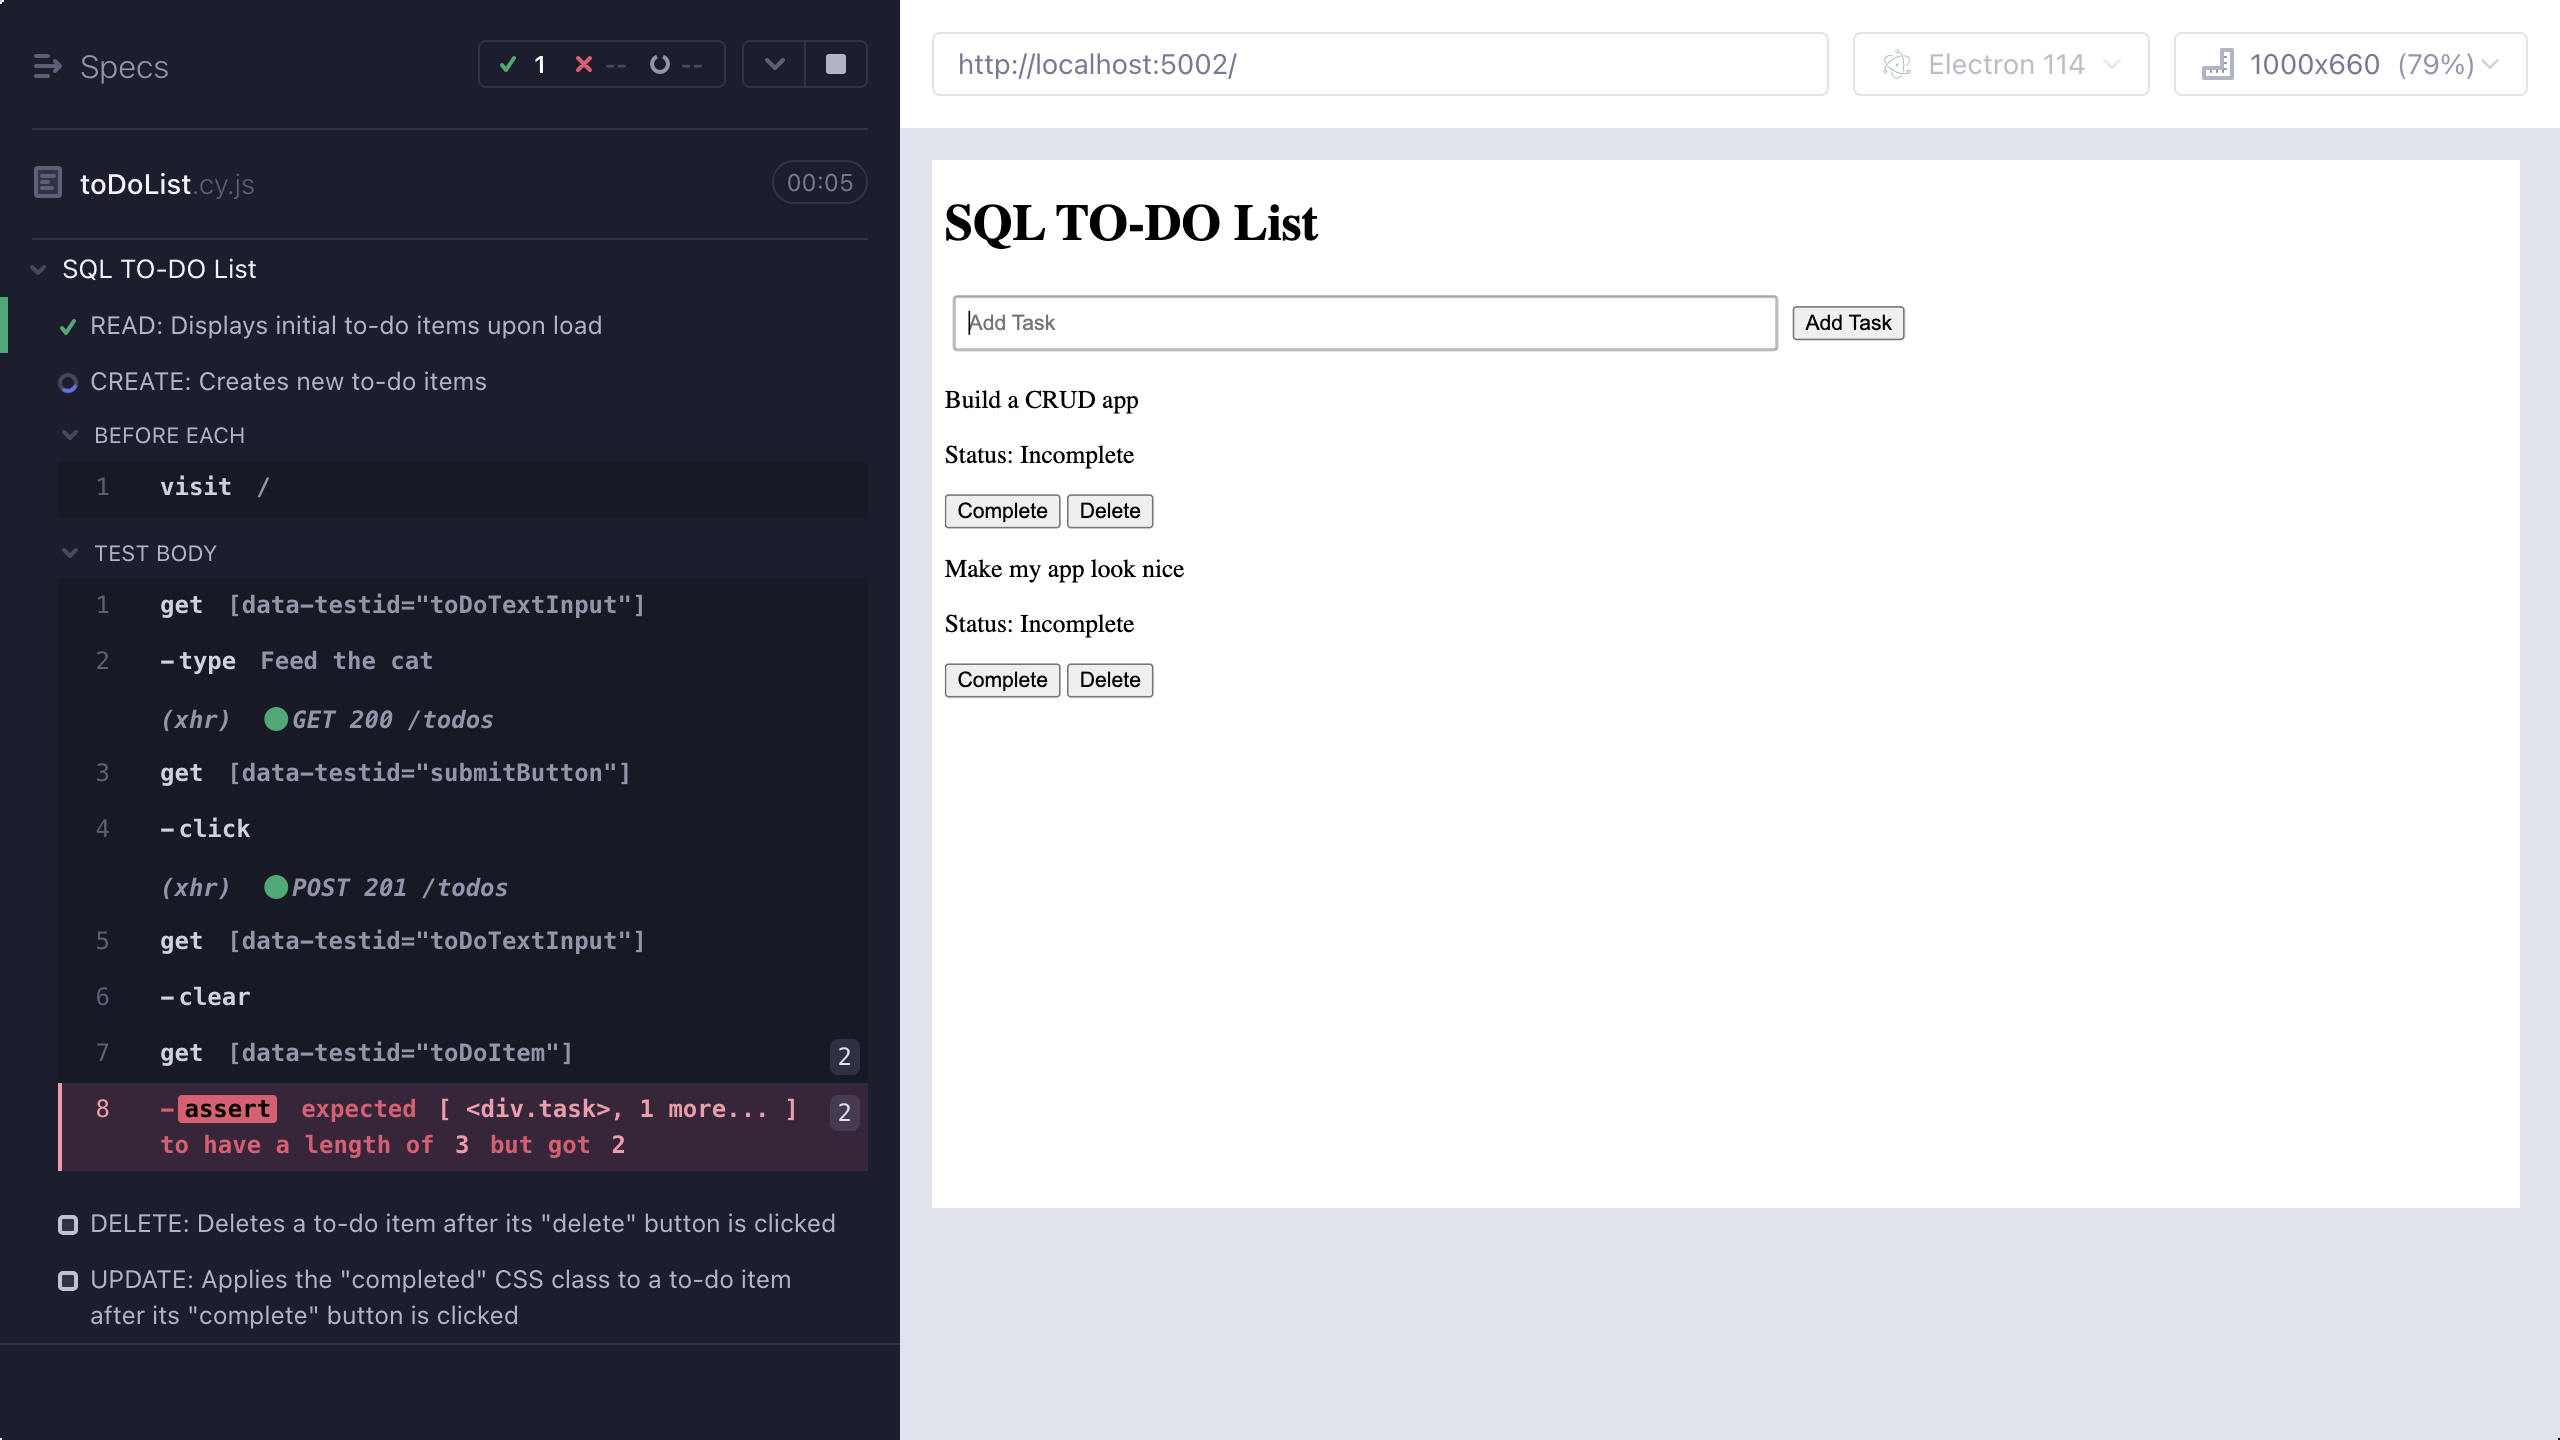 Specs
1 -- --
toDoList.cy.js 00:05
SQL TO-DO List
READ: Displays initial to-do items upon load
CREATE: Creates new to-do items
BEFORE EACH
1 visit /
TEST BODY
1 get [data-testid="toDoTextInput"]
2 -type Feed the cat
(xhr) GET 200 /todos
3 get [data-testid="submitButton"]
4 -click
(xhr) POST 201 /todos
5 get [data-testid="toDoTextInput"]
6 -clear
7 get [data-testid="toDoItem"] 2
8 -assert expected [ <div.task>, 1 more... ] 2
to have a length of 3 but got 2
DELETE: Deletes a to-do item after its "delete" button is clicked
UPDATE: Applies the "completed" CSS class to a to-do item
after its "complete" button is clicked
http://localhost:5002/
Electron 114
1000x660 (79%)
SQL TO-DO List
Add Task Add Task
Build a CRUD app
Status: Incomplete
Complete Delete
Make my app look nice
Status: Incomplete
Complete Delete